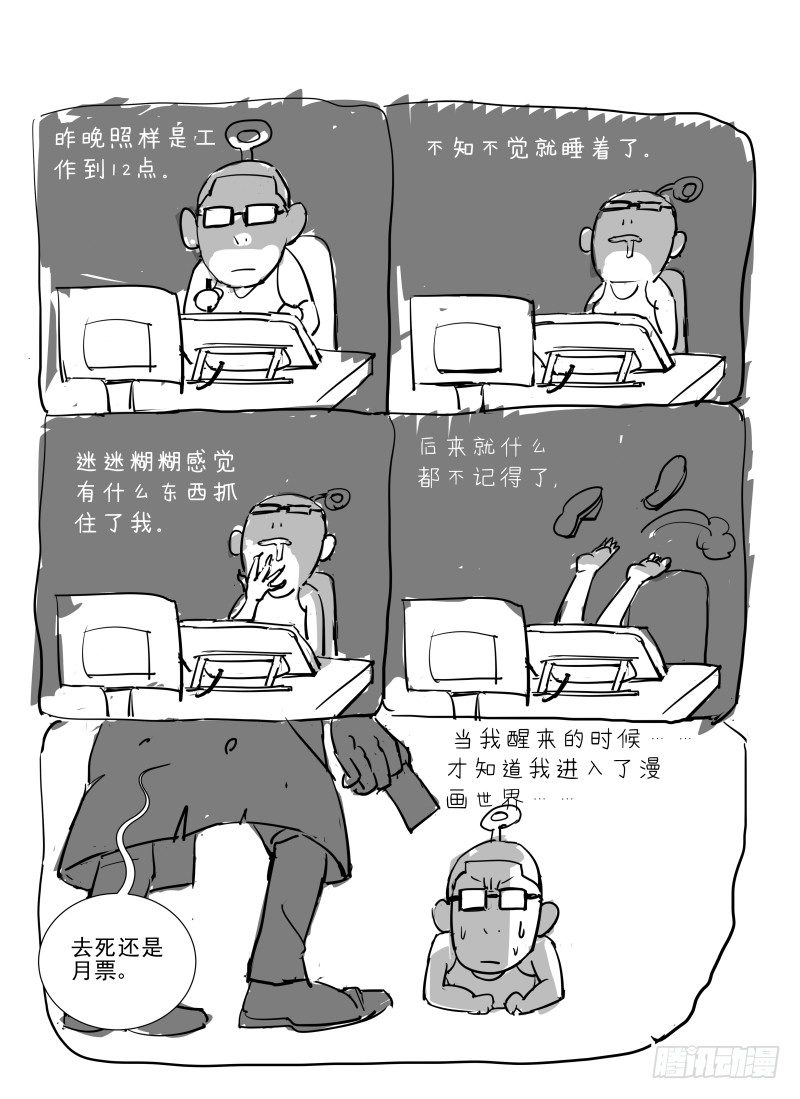 昨晚照样是工
作到12点.
不知不觉就睡着了.
迷迷糊糊感觉
有什么东西抓
住了我.
后来就什么
都不记得了.
当我醒来的时候……
才知道我进入了漫
画世界……
去死还是
月票。
腾讯动漫